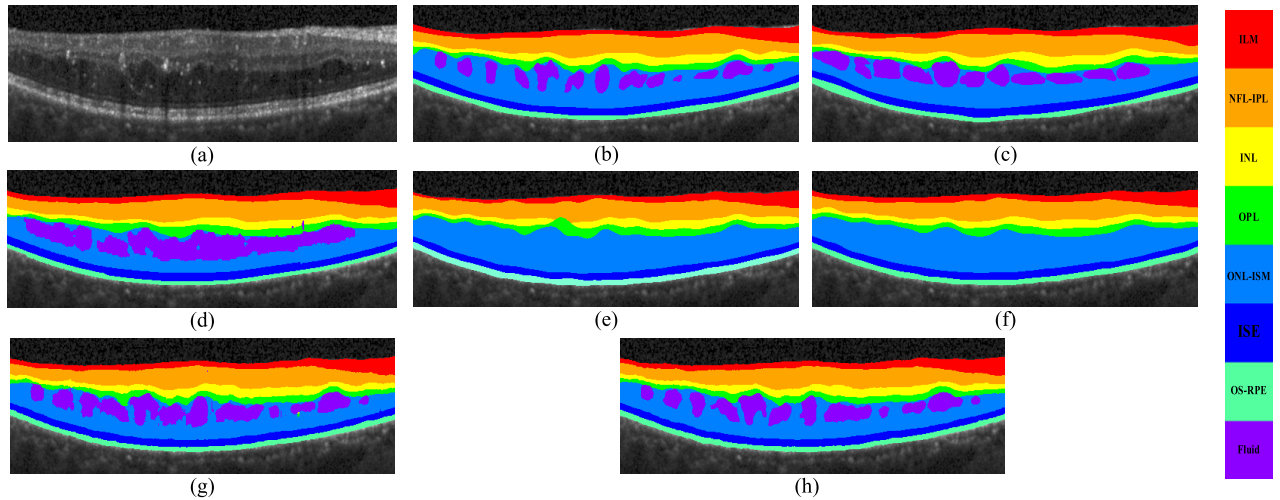 (a)
(b)
(c)
(d)
(e)
(f)
(g)
(h)
ILM
NFL-IPL
INL
OPL
ONL-ISM
ISE
OS-RPE
Fluid